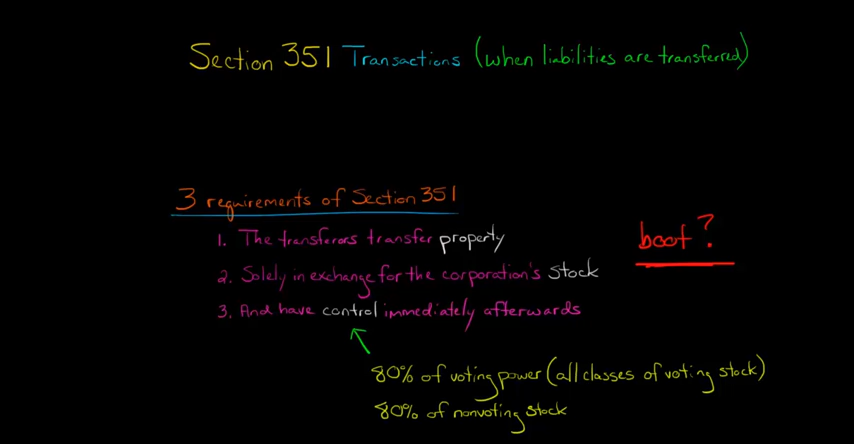 Section 351 Transactions (when liabilities are transferred)
3 requirements of Section 351
1. The transferors transfer property
boot?
2. Solely in exchange for the corporation's stock
3. And have control immediately afterwards
80% of voting power (all classes of voting stock)
80% of nonvoting stock